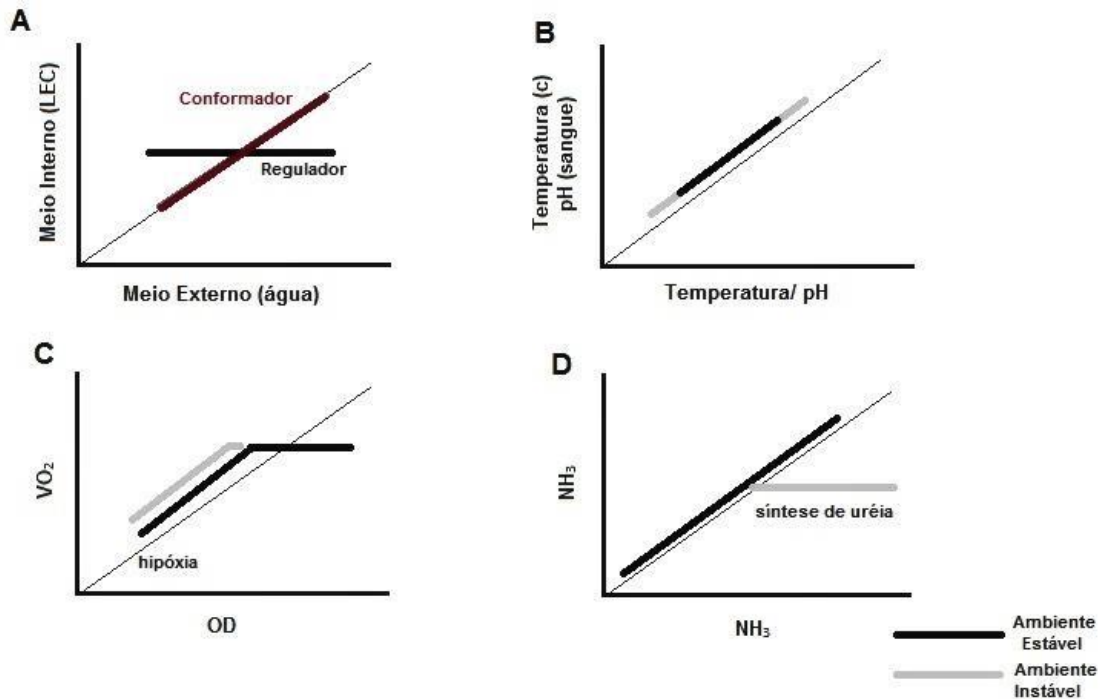 A
Meio Interno (LEC)
Conformador
Regulador
Meio Externo (água)
B
Temperatura (c)
pH (sangue)
Temperatura/ pH
C
VO₂
hipóxia
OD
D
NH₃
síntese de uréia
NH₃
Ambiente
Estável
Ambiente
Instável